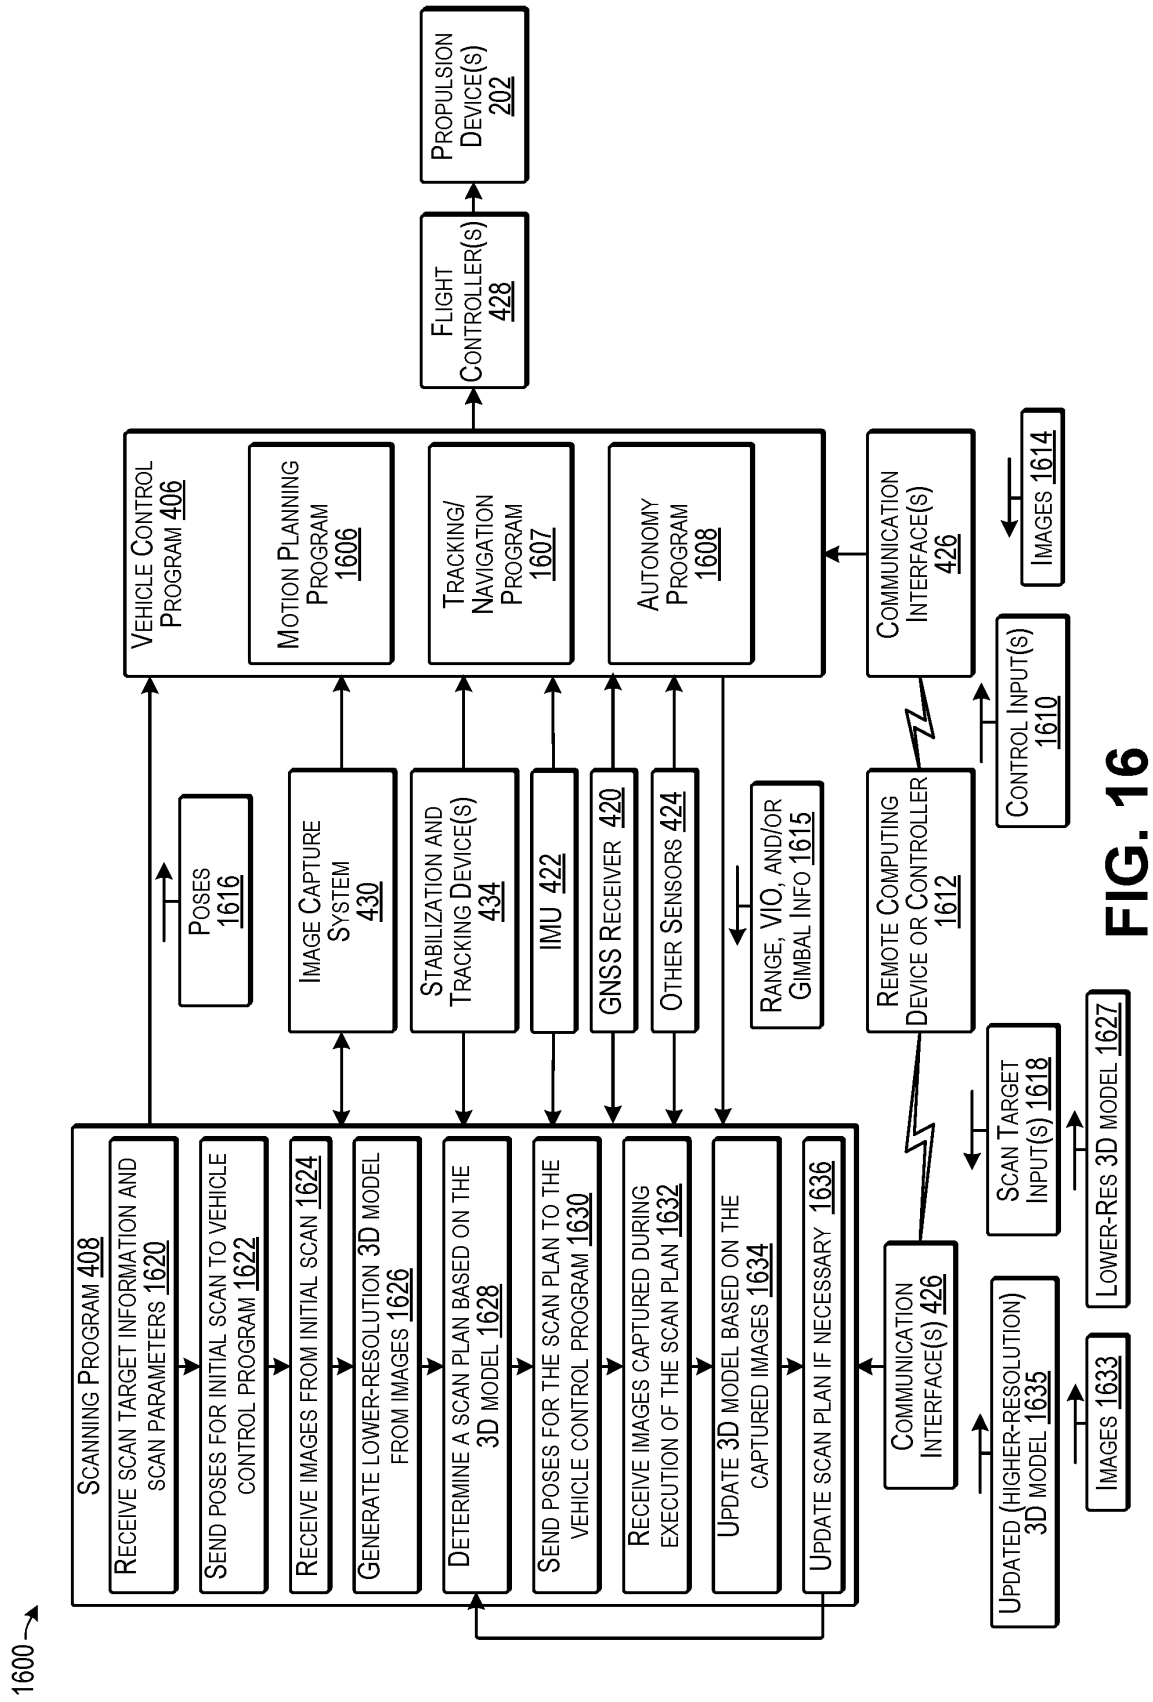 1600
SCANNING PROGRAM 408
RECEIVE SCAN TARGET INFORMATION AND
SCAN PARAMETERS 1620
SEND POSES FOR INITIAL SCAN TO VEHICLE
CONTROL PROGRAM 1622
RECEIVE IMAGES FROM INITIAL SCAN 1624
GENERATE LOWER-RESOLUTION 3D MODEL
FROM IMAGES 1626
DETERMINE A SCAN PLAN BASED ON THE
3D MODEL 1628
SEND POSES FOR THE SCAN PLAN TO THE
VEHICLE CONTROL PROGRAM 1630
RECEIVE IMAGES CAPTURED DURING
EXECUTION OF THE SCAN PLAN 1632
UPDATE 3D MODEL BASED ON THE
CAPTURED IMAGES 1634
UPDATE SCAN PLAN IF NECESSARY 1636
POSES
1616
IMAGE CAPTURE
SYSTEM
430
STABILIZATION AND
TRACKING DEVICE(S)
434
IMU 422
GNSS RECEIVER 420
OTHER SENSORS 424
RANGE, VIO, AND/OR
GIMBAL INFO 1615
VEHICLE CONTROL
PROGRAM 406
MOTION PLANNING
PROGRAM
1606
TRACKING/
NAVIGATION
PROGRAM
1607
AUTONOMY
PROGRAM
1608
FLIGHT
CONTROLLER(S)
428
PROPULSION
DEVICE(S)
202
COMMUNICATION
INTERFACE(S) 426
REMOTE COMPUTING
DEVICE OR CONTROLLER
1612
COMMUNICATION
INTERFACE(S)
426
UPDATED (HIGHER-RESOLUTION)
3D MODEL 1635
IMAGES 1633
SCAN TARGET
INPUT(S) 1618
LOWER-RES 3D MODEL 1627
CONTROL INPUT(S)
1610
IMAGES 1614
FIG. 16